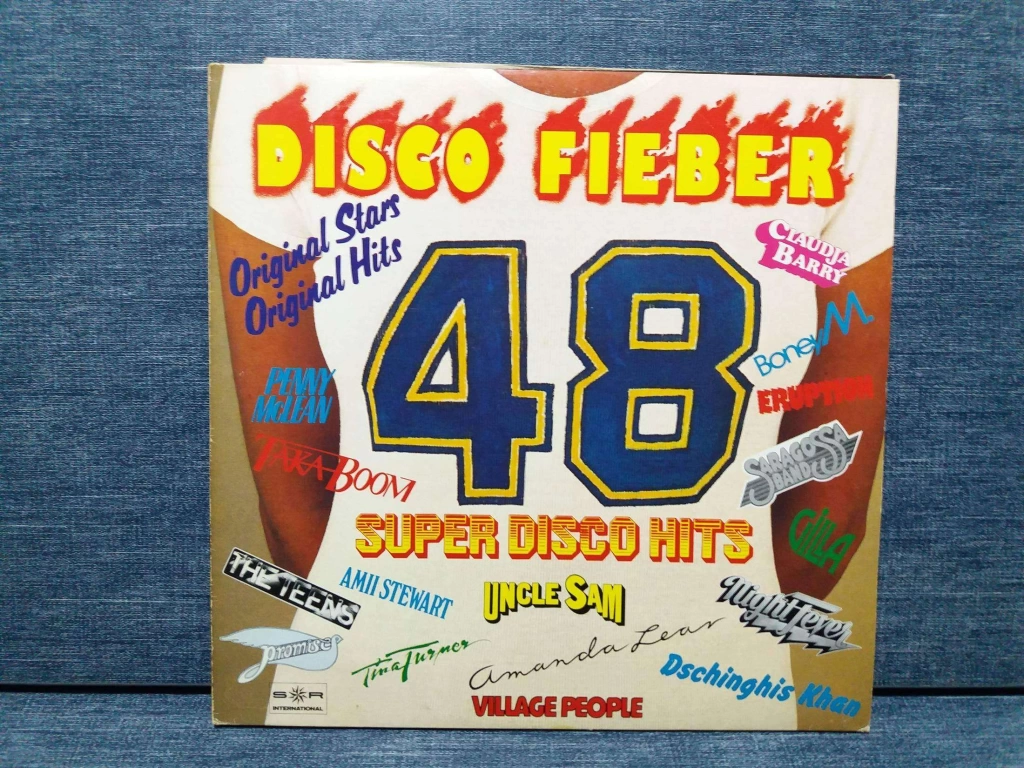 DISCO FIEBER
Original Stars
Original Hits
48
CLAUDJA
BARRY
Boney M.
ERUPTION
PENNY
McLEAN
TAKA BOOM
SARAGOSSA
BAND
GILLA
SUPER DISCO HITS
THE TEENS
AMII STEWART
UNCLE SAM
Night Fever
promises
Tina Turner
Amanda Lear
Dschinghis Khan
S R
INTERNATIONAL
VILLAGE PEOPLE